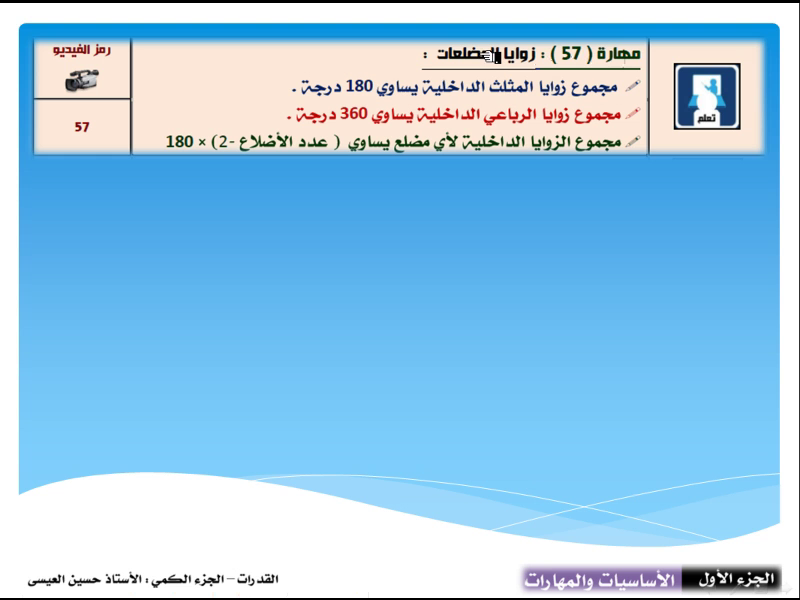 مهارة ( 57 ) : زوايا المضلعات :
مجموع زوايا المثلث الداخلية يساوي 180 درجة .
مجموع زوايا الرباعي الداخلية يساوي 360 درجة .
مجموع الزوايا الداخلية لأي مضلع يساوي ( عدد الأضلاع -2) × 180
تعلم
رمز الفيديو
57
الجزء الأول
الأساسيات والمهارات
القدرات – الجزء الكمي : الأستاذ حسين العيسى